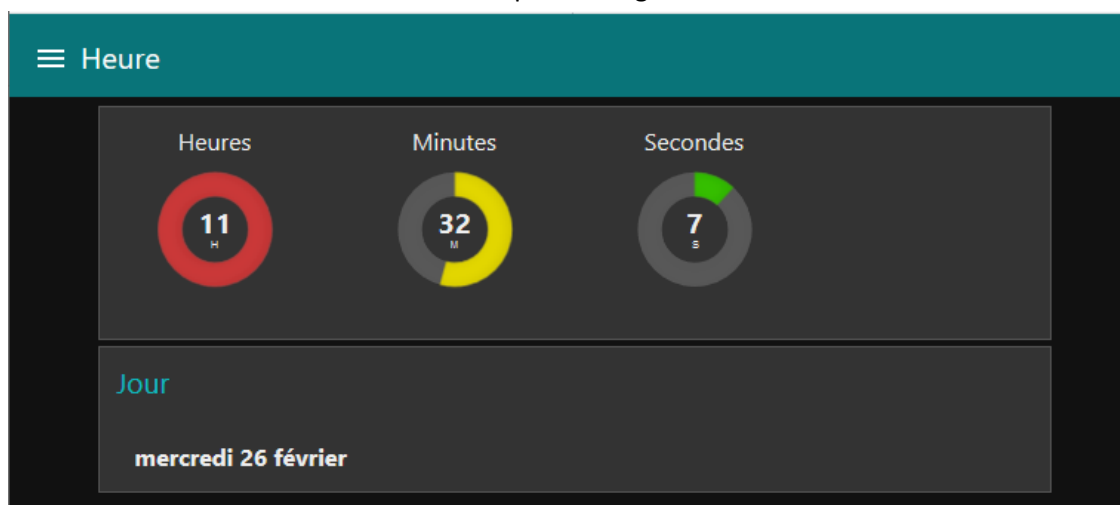 Heure
Heures Minutes Secondes
11 32 7
H M S
Jour
mercredi 26 février